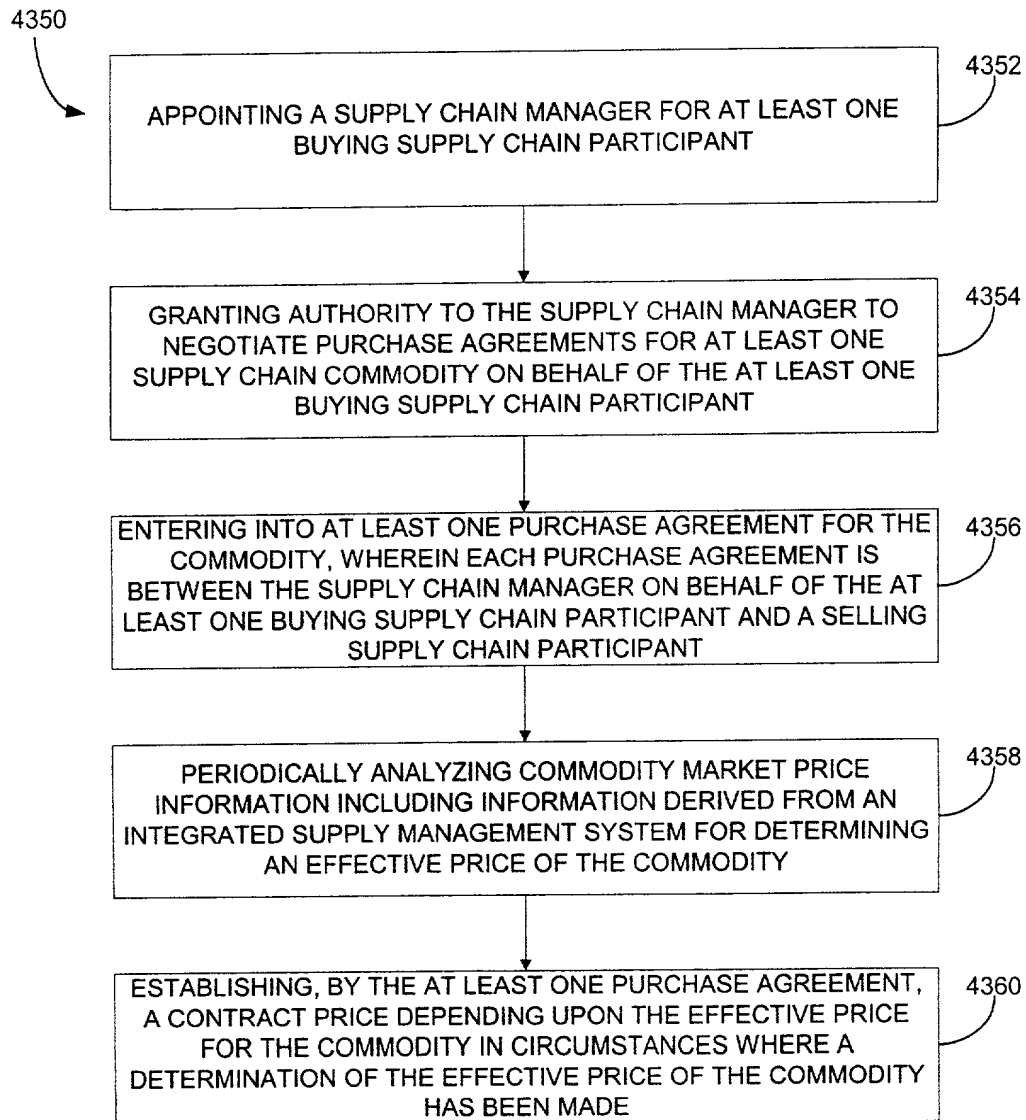 4350
4352
APPOINTING A SUPPLY CHAIN MANAGER FOR AT LEAST ONE
BUYING SUPPLY CHAIN PARTICIPANT
4354
GRANTING AUTHORITY TO THE SUPPLY CHAIN MANAGER TO
NEGOTIATE PURCHASE AGREEMENTS FOR AT LEAST ONE
SUPPLY CHAIN COMMODITY ON BEHALF OF THE AT LEAST ONE
BUYING SUPPLY CHAIN PARTICIPANT
4356
ENTERING INTO AT LEAST ONE PURCHASE AGREEMENT FOR THE
COMMODITY, WHEREIN EACH PURCHASE AGREEMENT IS
BETWEEN THE SUPPLY CHAIN MANAGER ON BEHALF OF THE AT
LEAST ONE BUYING SUPPLY CHAIN PARTICIPANT AND A SELLING
SUPPLY CHAIN PARTICIPANT
4358
PERIODICALLY ANALYZING COMMODITY MARKET PRICE
INFORMATION INCLUDING INFORMATION DERIVED FROM AN
INTEGRATED SUPPLY MANAGEMENT SYSTEM FOR DETERMINING
AN EFFECTIVE PRICE OF THE COMMODITY
4360
ESTABLISHING, BY THE AT LEAST ONE PURCHASE AGREEMENT,
A CONTRACT PRICE DEPENDING UPON THE EFFECTIVE PRICE
FOR THE COMMODITY IN CIRCUMSTANCES WHERE A
DETERMINATION OF THE EFFECTIVE PRICE OF THE COMMODITY
HAS BEEN MADE